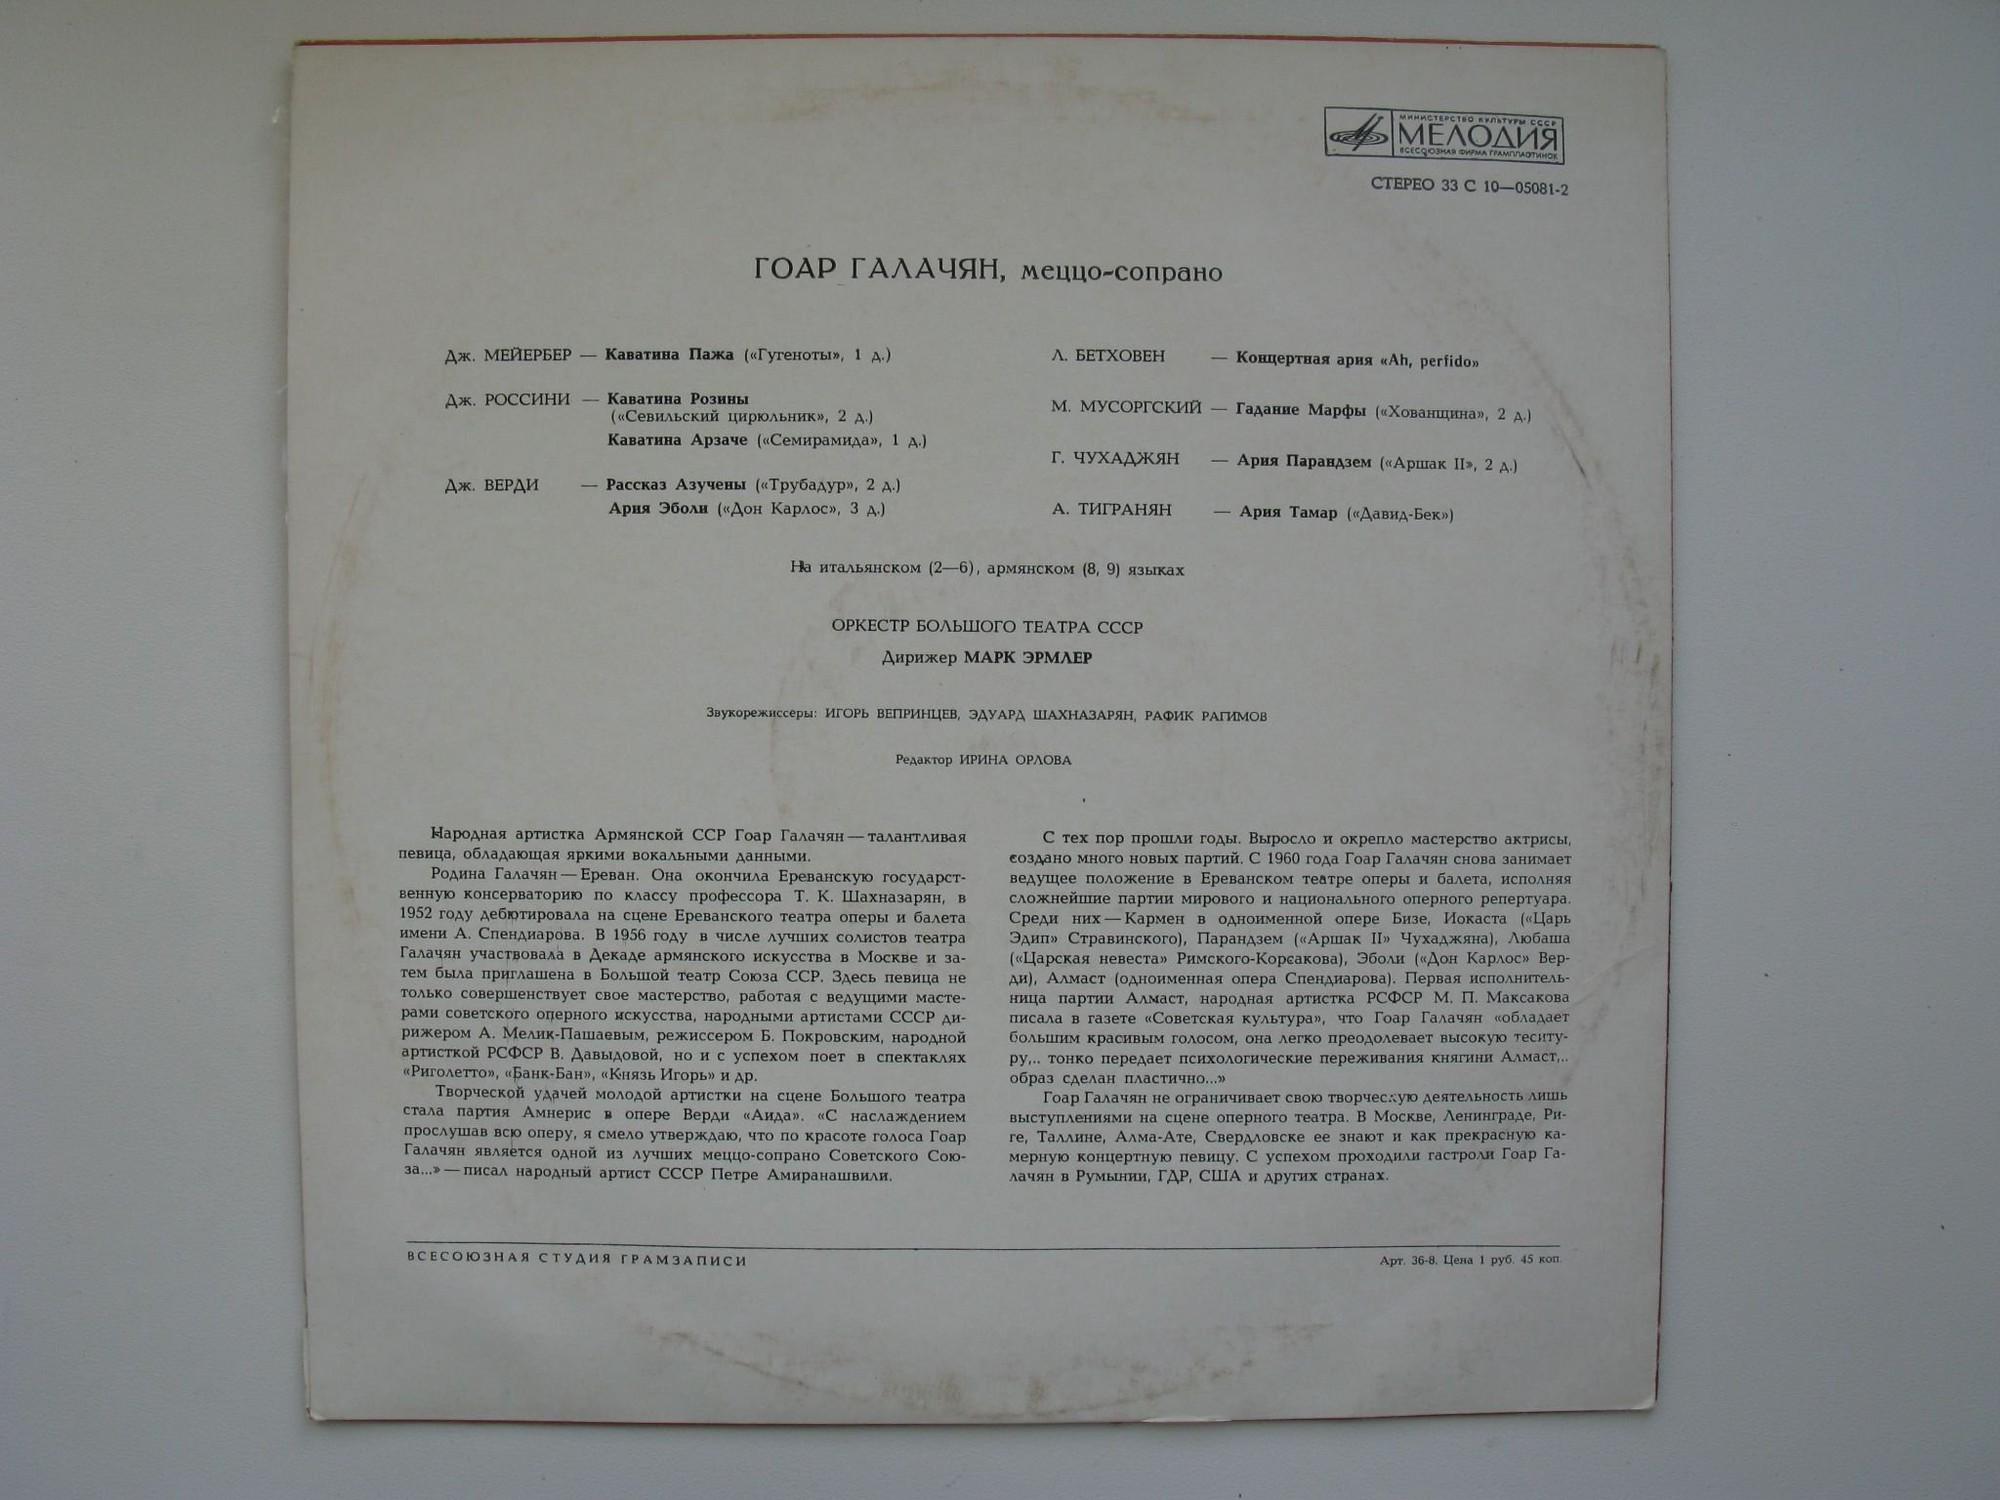 МИНИСТЕРСТВО КУЛЬТУРЫ СССР
МЕЛОДИЯ
ВСЕСОЮЗНАЯ ФИРМА ГРАМПЛАСТИНОК
СТЕРЕО 33 С 10—05081-2
ГОАР ГАЛАЧЯН, меццо-сопрано
Дж. МЕЙЕРБЕР — Каватина Пажа («Гугеноты», 1 д.)
Дж. РОССИНИ — Каватина Розины
(«Севильский цирюльник», 2 д.)
Каватина Арзаче («Семирамида», 1 д.)
Дж. ВЕРДИ — Рассказ Азучены («Трубадур», 2 д.)
Ария Эболи («Дон Карлос», 3 д.)
Л. БЕТХОВЕН — Концертная ария «Ah, perfido»
М. МУСОРГСКИЙ — Гадание Марфы («Хованщина», 2 д.)
Г. ЧУХАДЖЯН — Ария Парандзем («Аршак II», 2 д.)
А. ТИГРАНЯН — Ария Тамар («Давид-Бек»)
На итальянском (2—6), армянском (8, 9) языках
ОРКЕСТР БОЛЬШОГО ТЕАТРА СССР
Дирижер МАРК ЭРМЛЕР
Звукорежиссеры: ИГОРЬ ВЕПРИНЦЕВ, ЭДУАРД ШАХНАЗАРЯН, РАФИК РАГИМОВ
Редактор ИРИНА ОРЛОВА
Народная артистка Армянской ССР Гоар Галачян — талантливая
певица, обладающая яркими вокальными данными.
Родина Галачян — Ереван. Она окончила Ереванскую государст-
венную консерваторию по классу профессора Т. К. Шахназарян, в
1952 году дебютировала на сцене Ереванского театра оперы и балета
имени А. Спендиарова. В 1956 году в числе лучших солистов театра
Галачян участвовала в Декаде армянского искусства в Москве и за-
тем была приглашена в Большой театр Союза ССР. Здесь певица не
только совершенствует свое мастерство, работая с ведущими масте-
рами советского оперного искусства, народными артистами СССР ди-
рижером А. Мелик-Пашаевым, режиссером Б. Покровским, народной
артисткой РСФСР В. Давыдовой, но и с успехом поет в спектаклях
«Риголетто», «Банк-Бан», «Князь Игорь» и др.
Творческой удачей молодой артистки на сцене Большого театра
стала партия Амнерис в опере Верди «Аида». «С наслаждением
прослушав всю оперу, я смело утверждаю, что по красоте голоса Гоар
Галачян является одной из лучших меццо-сопрано Советского Сою-
за...» — писал народный артист СССР Петре Амиранашвили.
С тех пор прошли годы. Выросло и окрепло мастерство актрисы,
создано много новых партий. С 1960 года Гоар Галачян снова занимает
ведущее положение в Ереванском театре оперы и балета, исполняя
сложнейшие партии мирового и национального оперного репертуара.
Среди них — Кармен в одноименной опере Бизе, Иокаста («Царь
Эдип» Стравинского), Парандзем («Аршак II» Чухаджяна), Любаша
(«Царская невеста» Римского-Корсакова), Эболи («Дон Карлос» Вер-
ди), Алмаст (одноименная опера Спендиарова). Первая исполнитель-
ница партии Алмаст, народная артистка РСФСР М. П. Максакова
писала в газете «Советская культура», что Гоар Галачян «обладает
большим красивым голосом, она легко преодолевает высокую теситу-
ру,.. тонко передает психологические переживания княгини Алмаст,..
образ сделан пластично...»
Гоар Галачян не ограничивает свою творческую деятельность лишь
выступлениями на сцене оперного театра. В Москве, Ленинграде, Ри-
ге, Таллине, Алма-Ате, Свердловске ее знают и как прекрасную ка-
мерную концертную певицу. С успехом проходили гастроли Гоар Га-
лачян в Румынии, ГДР, США и других странах.
ВСЕСОЮЗНАЯ СТУДИЯ ГРАМЗАПИСИ
Арт. 36-8. Цена 1 руб. 45 коп.